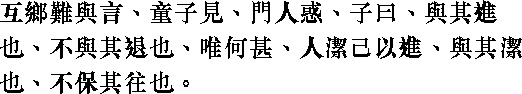 互鄉難與言、童子見、門人惑、子曰、與其進
也、不與其退也、唯何甚、人潔己以進、與其潔
也、不保其往也。